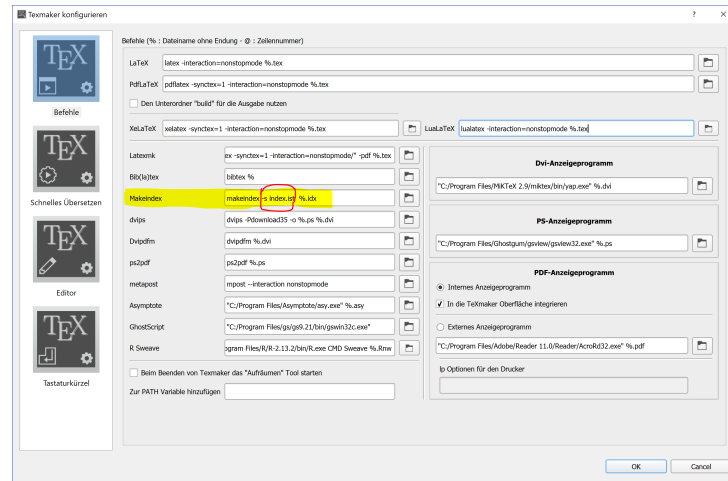 Texmaker konfigurieren
?
Befehle (% : Dateiname ohne Endung - @ : Zeilennummer)
TEX
Befehle
TEX
Schnelles Übersetzen
TEX
Editor
TEX
Tastaturkürzel
LaTeX latex -interaction=nonstopmode %.tex
PdfLaTeX pdflatex -synctex=1 -interaction=nonstopmode %.tex
Den Unterordner "build" für die Ausgabe nutzen
XeLaTeX xelatex -synctex=1 -interaction=nonstopmode %.tex LuaLaTeX lualatex -interaction=nonstopmode %.tex
Latexmk ex -synctex=1 -interaction=nonstopmode/" -pdf %.tex
Bib(la)tex bibtex %
Makeindex makeindex -s index.ist %.idx
dvips dvips -Pdownload35 -o %.ps %.dvi
Dvipdfm dvipdfm %.dvi
ps2pdf ps2pdf %.ps
metapost mpost --interaction nonstopmode
Asymptote "C:/Program Files/Asymptote/asy.exe" %.asy
GhostScript "C:/Program Files/gs/gs9.21/bin/gswin32c.exe"
R Sweave ogram Files/R/R-2.13.2/bin/R.exe CMD Sweave %.Rnw
Beim Beenden von Texmaker das "Aufräumen" Tool starten
Zur PATH Variable hinzufügen
Dvi-Anzeigeprogramm
"C:/Program Files/MiKTeX 2.9/miktex/bin/yap.exe" %.dvi
PS-Anzeigeprogramm
"C:/Program Files/Ghostgum/gsview/gsview32.exe" %.ps
PDF-Anzeigeprogramm
Internes Anzeigeprogramm
In die TeXmaker Oberfläche integrieren
Externes Anzeigeprogramm
"C:/Program Files/Adobe/Reader 11.0/Reader/AcroRd32.exe" %.pdf
lp Optionen für den Drucker
OK Cancel